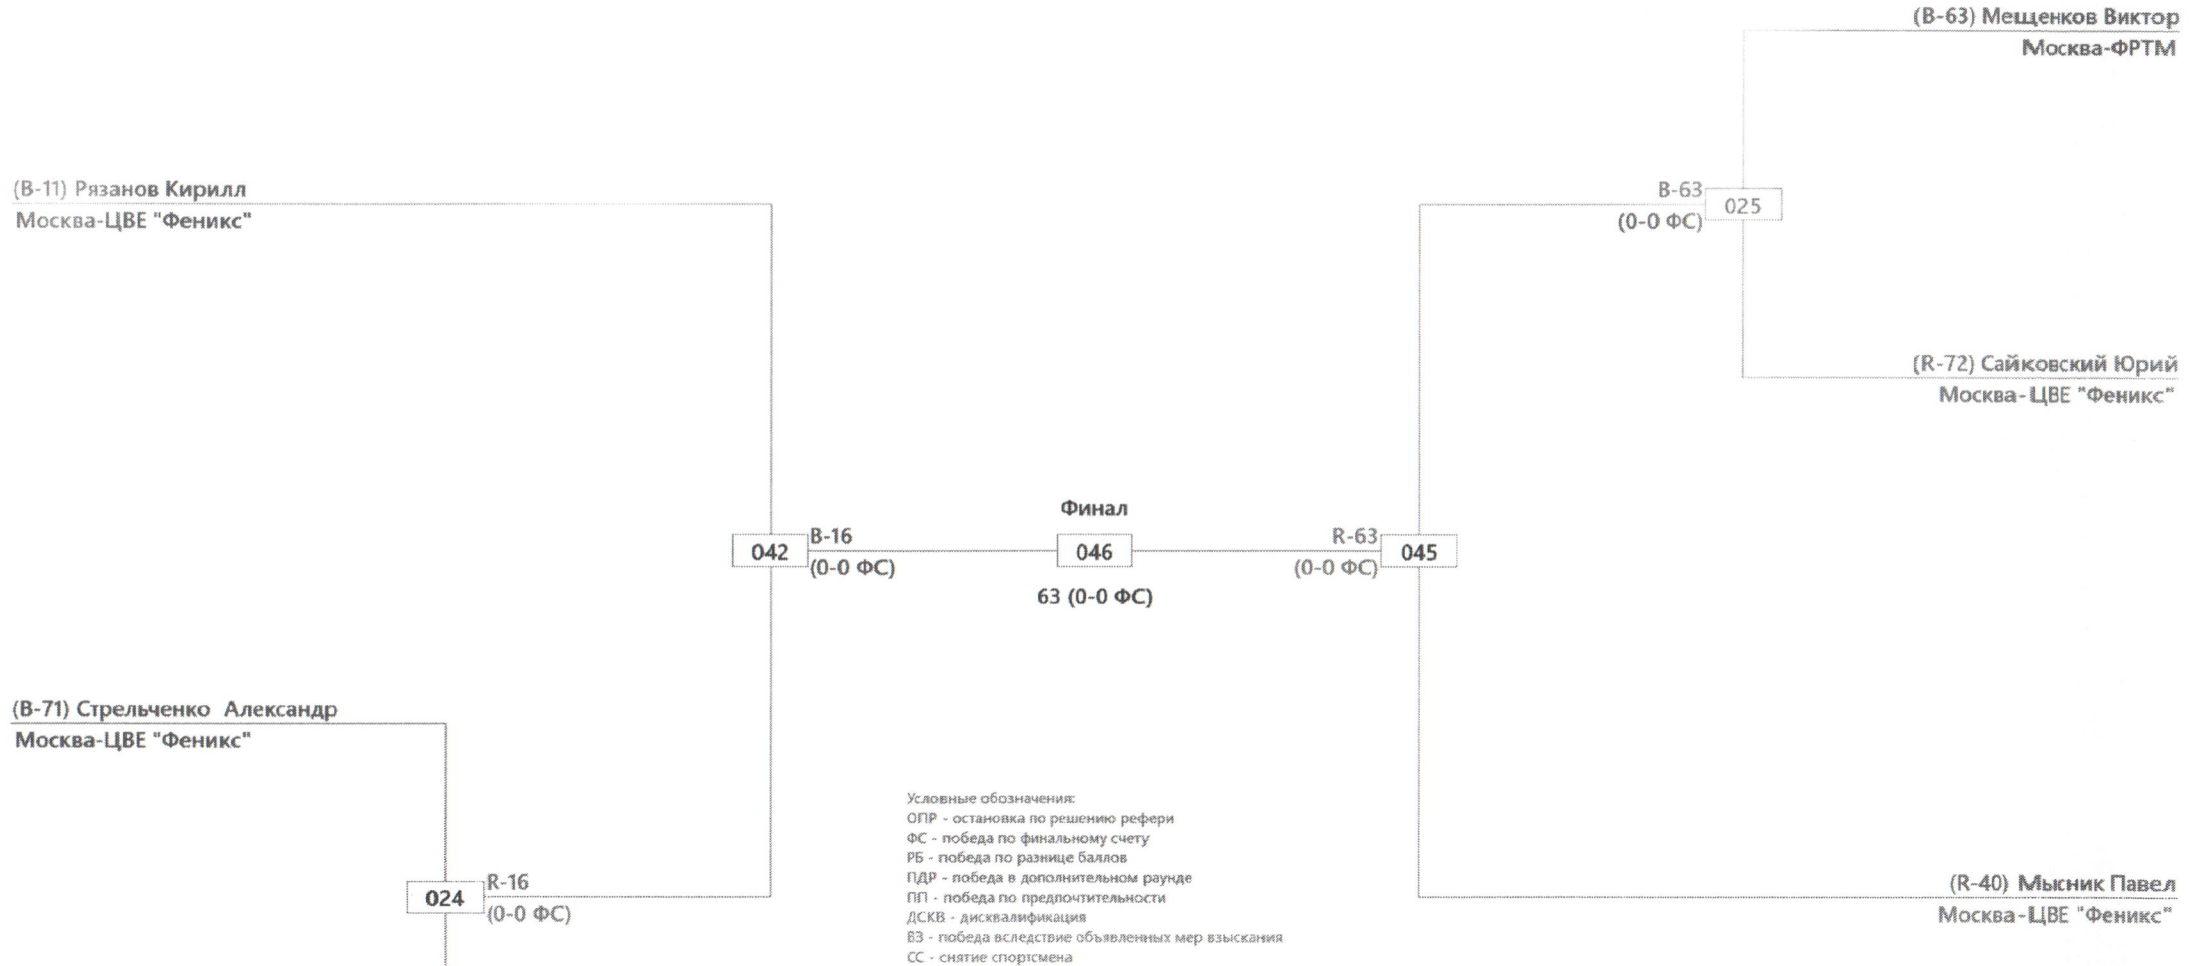 (B-63) Мещенков Виктор
Москва-ФРТМ
(B-11) Рязанов Кирилл
Москва-ЦВЕ "Феникс"
B-63
(0-0 ФС)
025
(R-72) Сайковский Юрий
Москва-ЦВЕ "Феникс"
Финал
042
B-16
(0-0 ФС)
046
63 (0-0 ФС)
R-63
(0-0 ФС)
045
(B-71) Стрельченко Александр
Москва-ЦВЕ "Феникс"
024
R-16
(0-0 ФС)
Условные обозначения:
ОПР - остановка по решению рефери
ФС - победа по финальному счету
РБ - победа по разнице баллов
ПДР - победа в дополнительном раунде
ПП - победа по предпочтительности
ДСКВ - дисквалификация
ВЗ - победа вследствие объявленных мер взыскания
СС - снятие спортсмена
(R-40) Мысник Павел
Москва-ЦВЕ "Феникс"